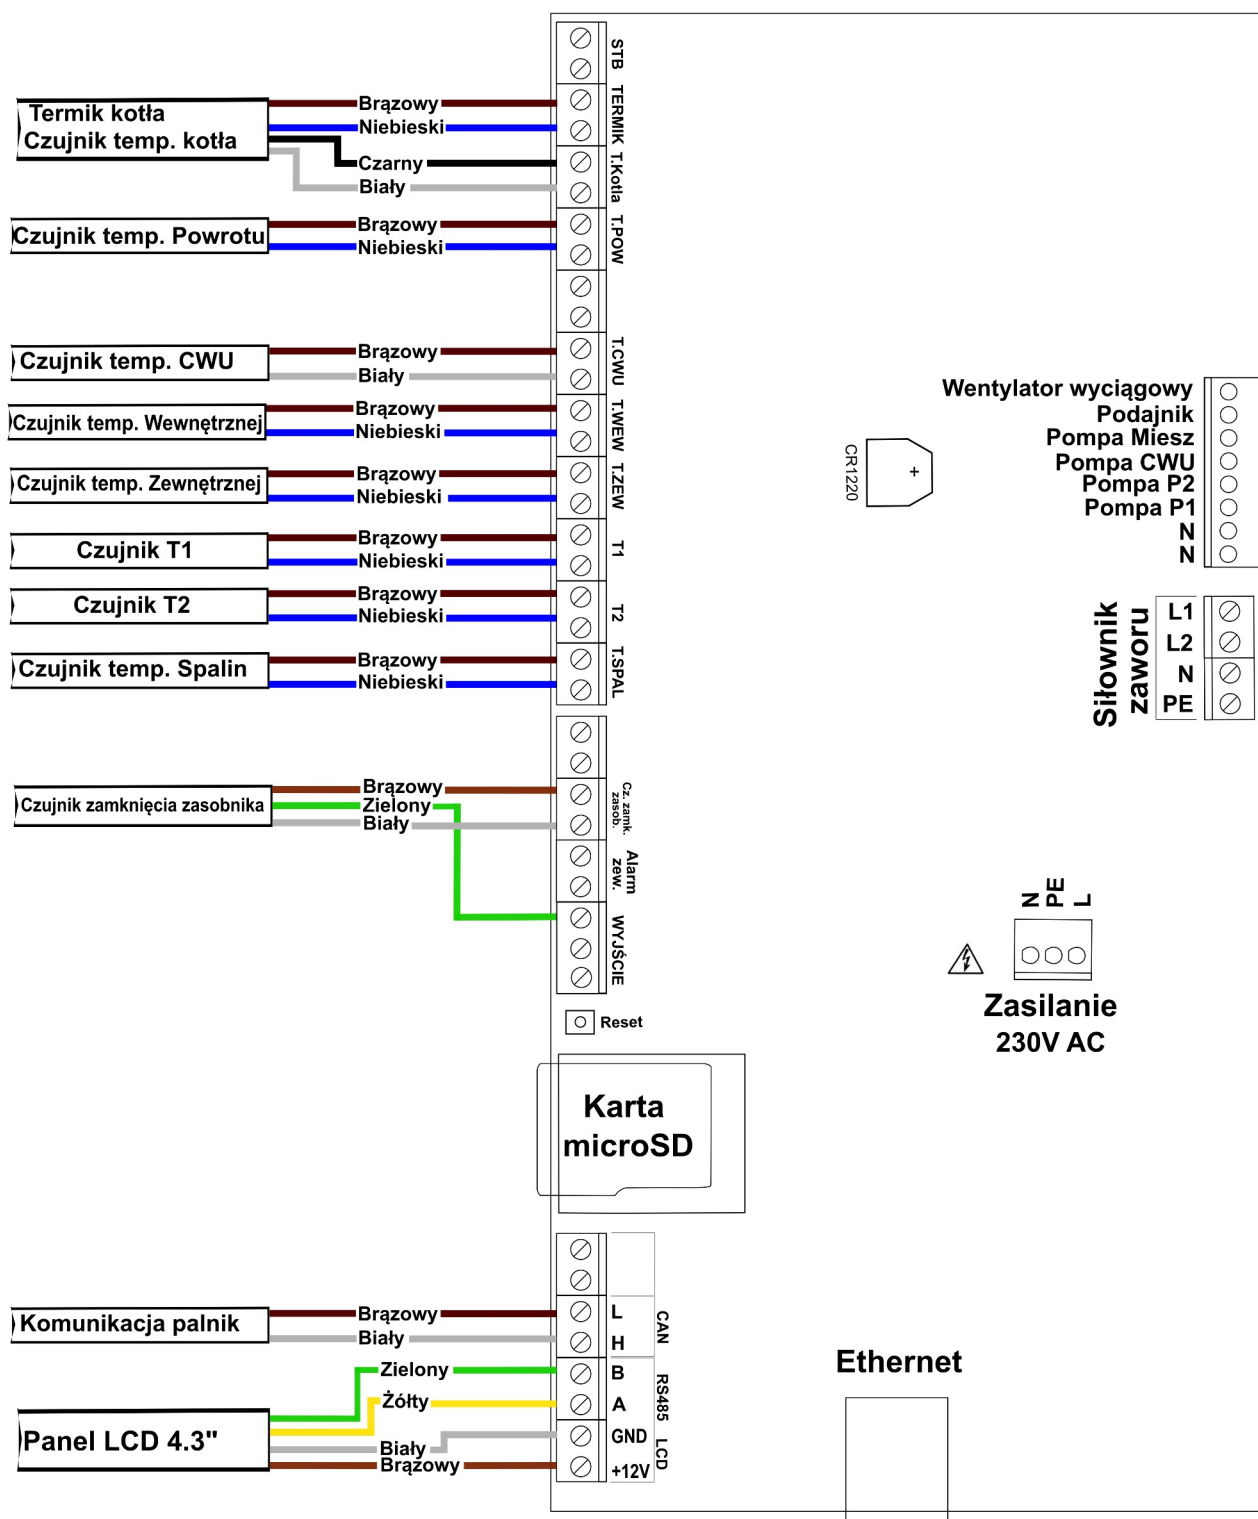 STB
Termik kotła
Czujnik temp. kotła
Brązowy
Niebieski
Czarny
Biały
TERMIK
T.Kotla
Czujnik temp. Powrotu
Brązowy
Niebieski
T.POW
Czujnik temp. CWU
Brązowy
Biały
T.CWU
Czujnik temp. Wewnętrznej
Brązowy
Niebieski
T.WEW
Czujnik temp. Zewnętrznej
Brązowy
Niebieski
T.ZEW
Czujnik T1
Brązowy
Niebieski
T1
Czujnik T2
Brązowy
Niebieski
T2
Czujnik temp. Spalin
Brązowy
Niebieski
T.SPAL
Czujnik zamknięcia zasobnika
Brązowy
Zielony
Biały
Cz. zamk.
zasob.
Alarm
zew.
WYJŚCIE
Reset
Karta
microSD
Komunikacja palnik
Brązowy
Biały
L
H
CAN
Panel LCD 4.3"
Zielony
Żółty
Biały
Brązowy
B
A
RS485
GND
+12V
LCD
CR1220
+
Wentylator wyciągowy
Podajnik
Pompa Miesz
Pompa CWU
Pompa P2
Pompa P1
N
N
Siłownik
zaworu
L1
L2
N
PE
N
PE
L
Zasilanie
230V AC
Ethernet